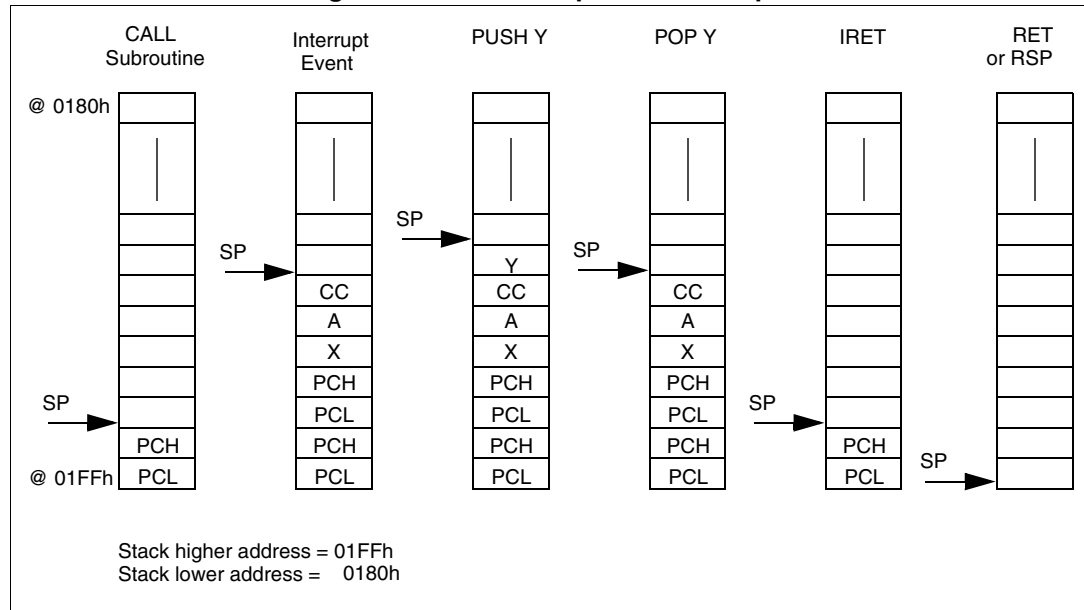 CALL
Subroutine
Interrupt
Event
PUSH Y
POP Y
IRET
RET
or RSP
@ 0180h
SP
SP
SP
Y
CC
CC
CC
A
A
A
X
X
X
PCH
PCH
PCH
SP
SP
PCL
PCL
PCL
PCH
PCH
PCH
PCH
PCH
SP
@ 01FFh
PCL
PCL
PCL
PCL
PCL
Stack higher address = 01FFh
Stack lower address = 0180h